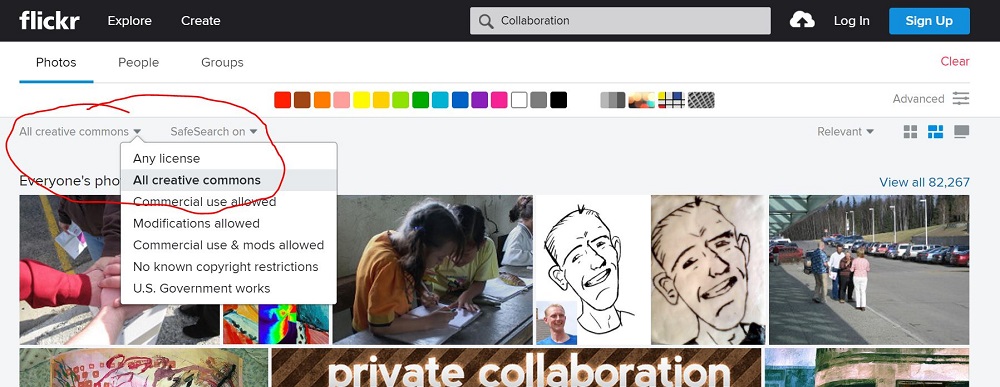 flickr Explore Create Collaboration Log In Sign Up
Photos People Groups Clear
Advanced
All creative commons SafeSearch on Relevant
Any license
All creative commons
Everyone's pho
View all 82,267
Commercial use allowed
Modifications allowed
Commercial use & mods allowed
No known copyright restrictions
U.S. Government works
private collaboration